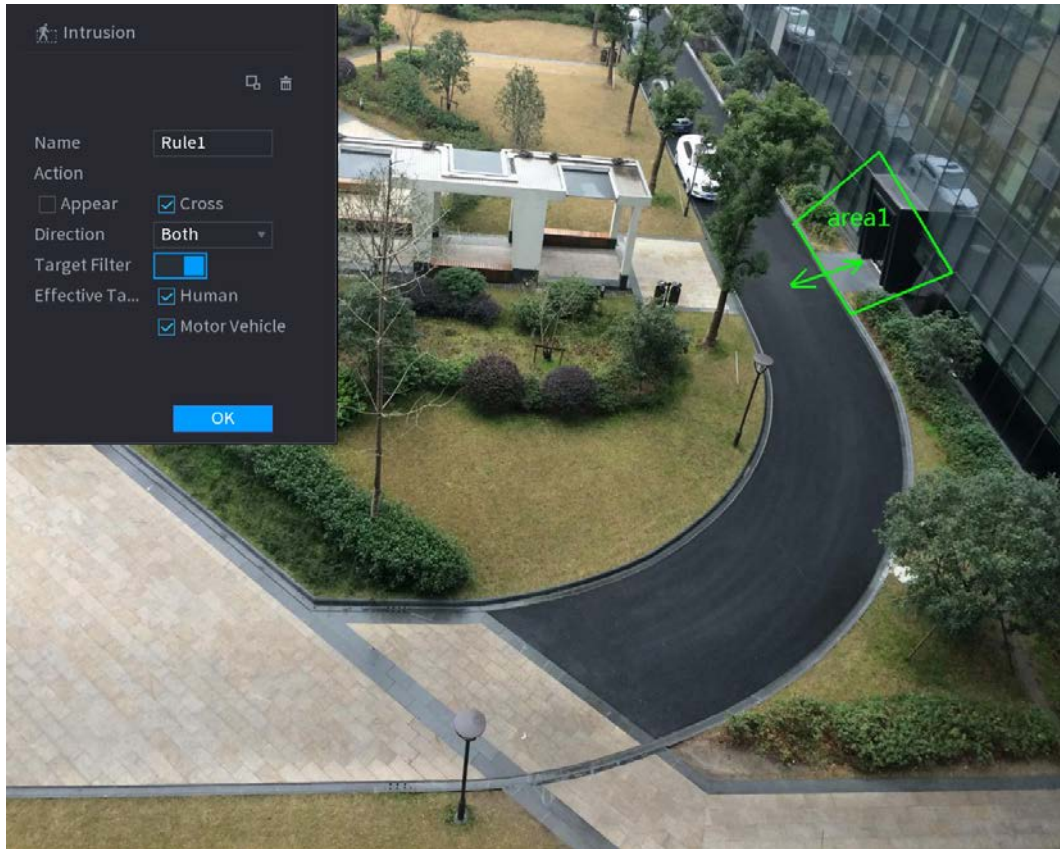 Intrusion
Name Rule1
Action
Appear Cross
Direction Both
Target Filter
Effective Ta... Human
Motor Vehicle
OK
area1